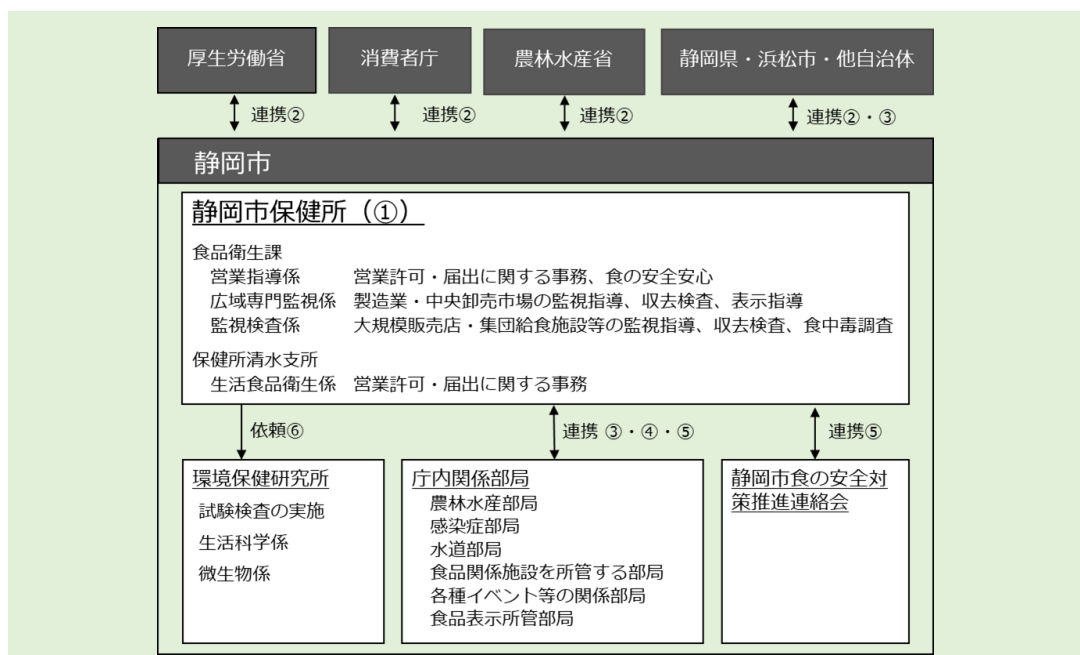 厚生労働省
消費者庁
農林水産省
静岡県・浜松市・他自治体
連携②
連携②
連携②
連携②・③
静岡市
静岡市保健所(①)
食品衛生課
営業指導係 営業許可・届出に関する事務、食の安全安心
広域専門監視係 製造業・中央卸売市場の監視指導、収去検査、表示指導
監視検査係 大規模販売店・集団給食施設等の監視指導、収去検査、食中毒調査
保健所清水支所
生活食品衛生係 営業許可・届出に関する事務
依頼⑥
連携 ③・④・⑤
連携⑤
環境保健研究所
試験検査の実施
生活科学係
微生物係
庁内関係部局
農林水産部局
感染症部局
水道部局
食品関係施設を所管する部局
各種イベント等の関係部局
食品表示所管部局
静岡市食の安全対
策推進連絡会